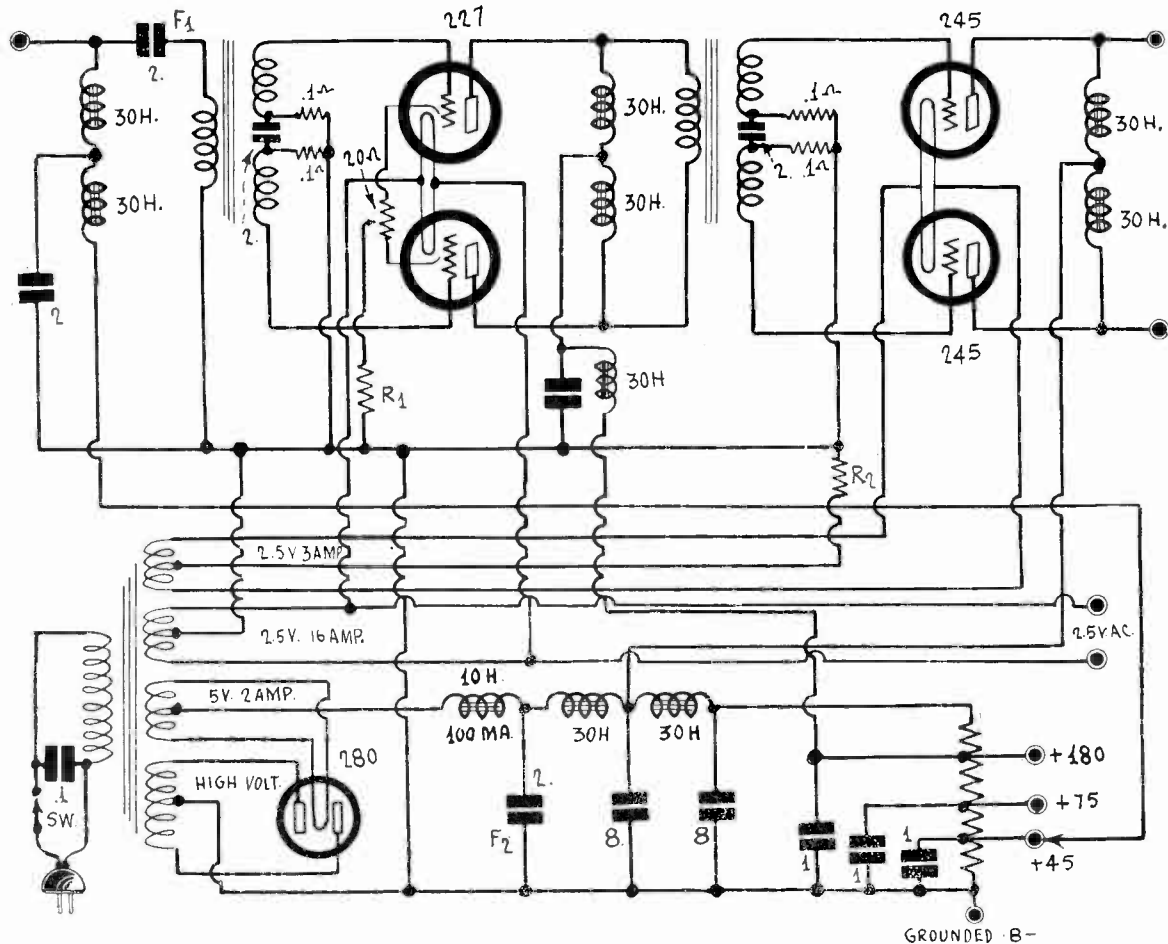 F1
227
245
2.
30H.
30H.
2
2.
.1Ω
.1Ω
20Ω
R1
30H.
30H.
30H
2.
.1Ω
.1Ω
245
R2
30H.
30H.
2.5V 3AMP.
2.5V. 16AMP.
2.5V AC.
5V. 2AMP.
10H.
100 MA.
30H
30H
HIGH VOLT.
280
.1
SW.
2.
F2
8.
8
1
1
1
+180
+75
+45
GROUNDED B-